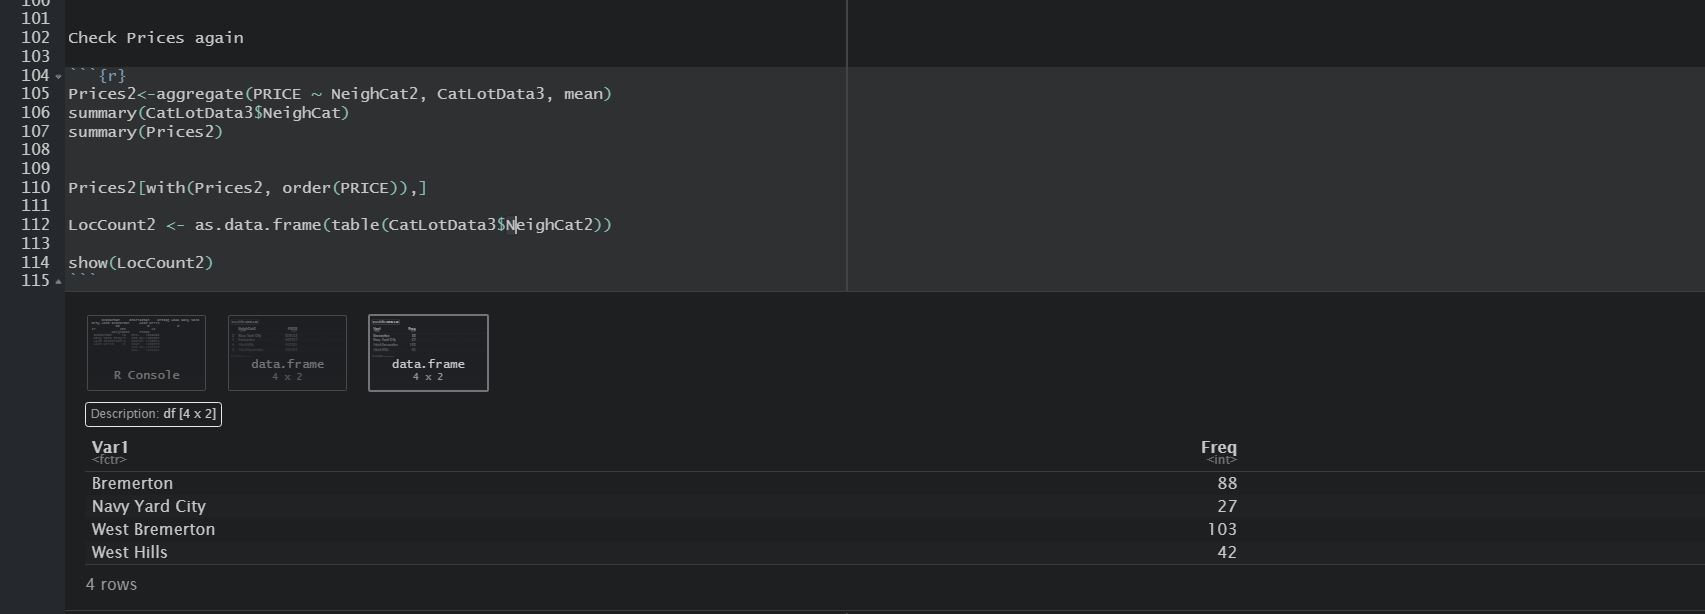 100
101
102 Check Prices again
103
104 ```{r}
105 Prices2<-aggregate(PRICE ~ NeighCat2, CatLotData3, mean)
106 summary(CatLotData3$NeighCat)
107 summary(Prices2)
108
109
110 Prices2[with(Prices2, order(PRICE)),]
111
112 LocCount2 <- as.data.frame(table(CatLotData3$NeighCat2))
113
114 show(LocCount2)
115 ```
R Console
data.frame
4 x 2
data.frame
4 x 2
Description: df [4 x 2]
Var1 Freq
<fctr> <int>
Bremerton 88
Navy Yard City 27
West Bremerton 103
West Hills 42
4 rows